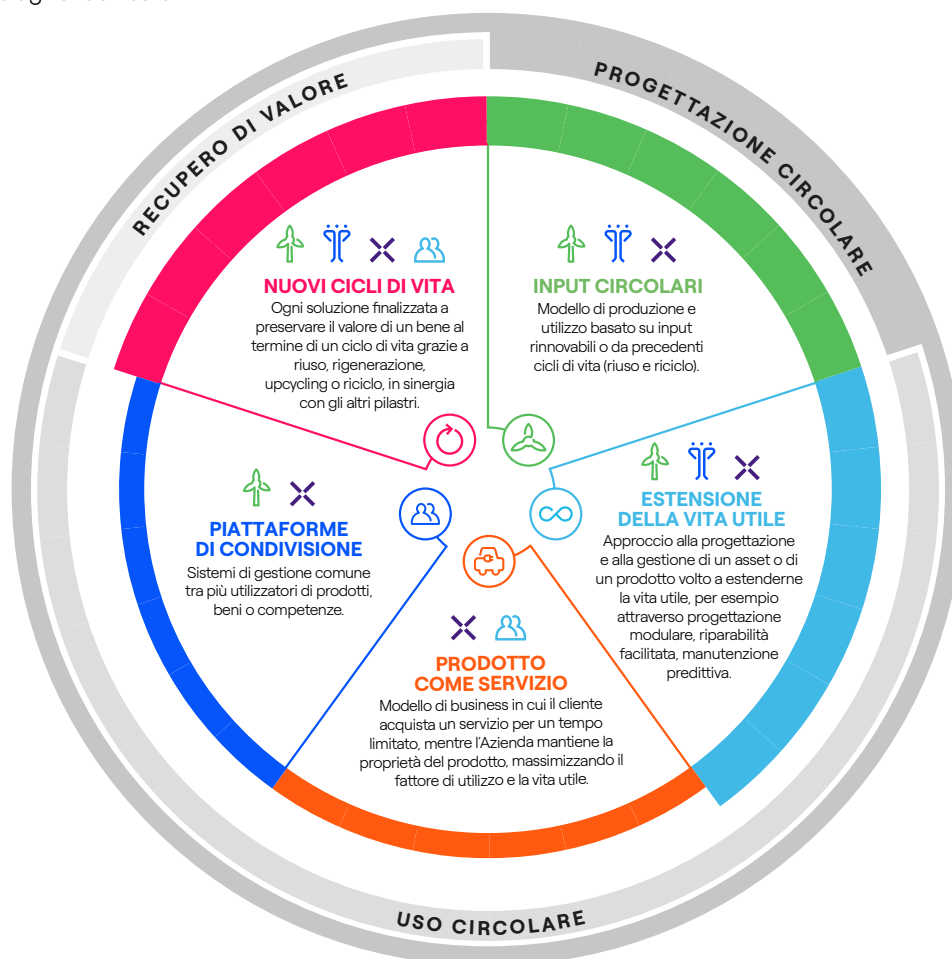 RECUPERO DI VALORE
PROGETTAZIONE CIRCOLARE
NUOVI CICLI DI VITA
Ogni soluzione finalizzata a
preservare il valore di un bene al
termine di un ciclo di vita grazie a
riuso, rigenerazione,
upcycling o riciclo, in sinergia
con gli altri pilastri.
INPUT CIRCOLARI
Modello di produzione e
utilizzo basato su input
rinnovabili o da precedenti
cicli di vita (riuso e riciclo).
PIATTAFORME
DI CONDIVISIONE
Sistemi di gestione comune
tra più utilizzatori di prodotti,
beni o competenze.
ESTENSIONE
DELLA VITA UTILE
Approccio alla progettazione
e alla gestione di un asset o di
un prodotto volto a estenderne
la vita utile, per esempio
attraverso progettazione
modulare, riparabilità
facilitata, manutenzione
predittiva.
PRODOTTO
COME SERVIZIO
Modello di business in cui il cliente
acquista un servizio per un tempo
limitato, mentre l'Azienda mantiene la
proprietà del prodotto, massimizzando il
fattore di utilizzo e la vita utile.
USO CIRCOLARE